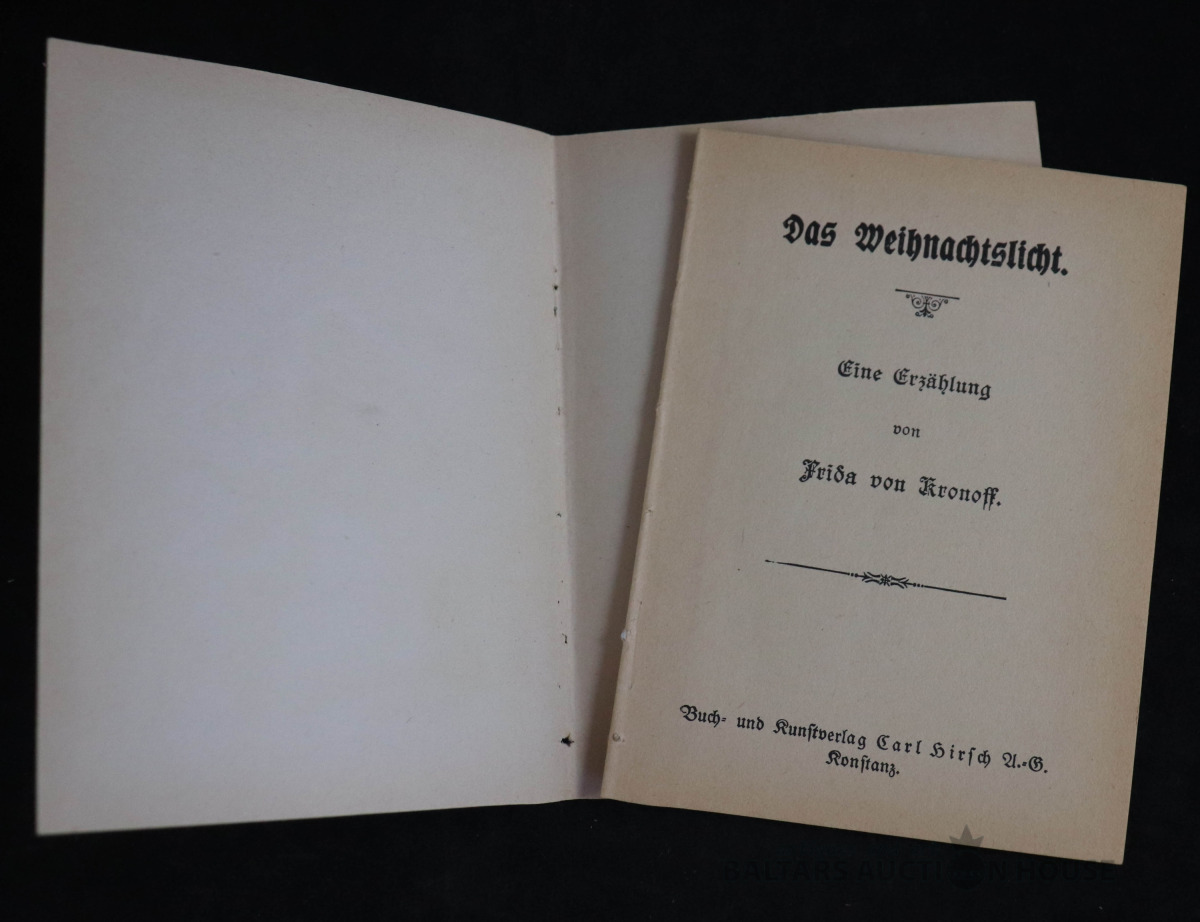 Das Weihnachtslicht.
Eine Erzählung
von
Frida von Kronoff.
Buch- und Kunstverlag Carl Hirsch A.-G.
Konstanz.
BALTARS AUCTION HOUSE